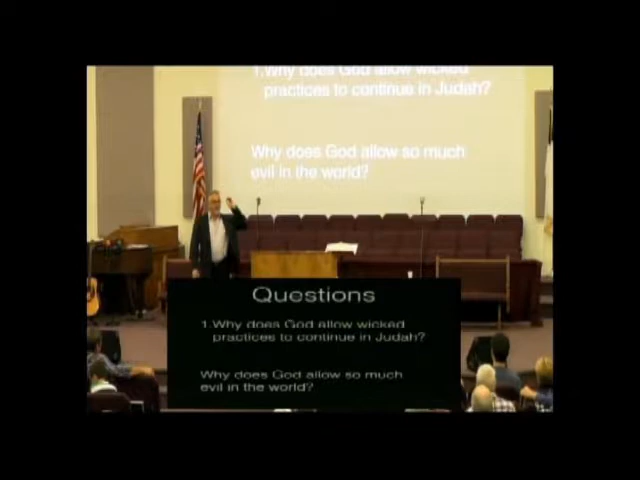 1.Why does God allow wicked
practices to continue in Judah?
Why does God allow so much
evil in the world?
Questions
1.Why does God allow wicked
practices to continue in Judah?
Why does God allow so much
evil in the world?